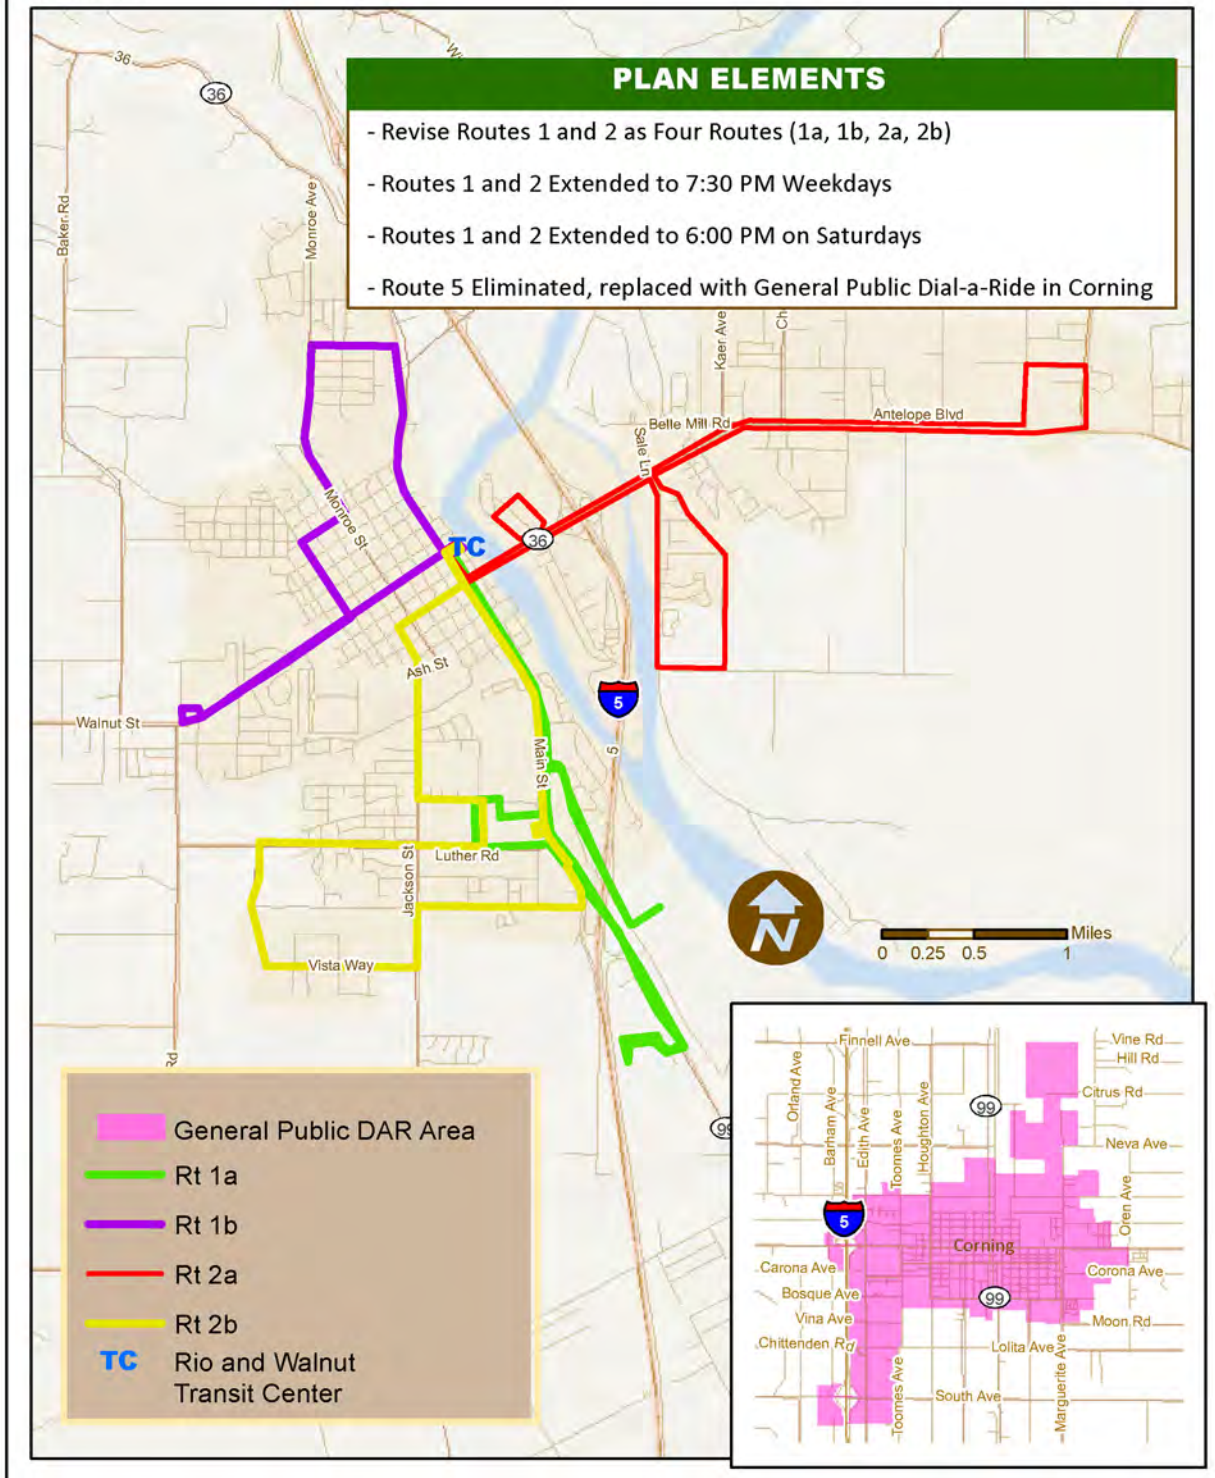 PLAN ELEMENTS
- Revise Routes 1 and 2 as Four Routes (1a, 1b, 2a, 2b)
- Routes 1 and 2 Extended to 7:30 PM Weekdays
- Routes 1 and 2 Extended to 6:00 PM on Saturdays
- Route 5 Eliminated, replaced with General Public Dial-a-Ride in Corning
36
36
Baker Rd
Monroe Ave
Kaer Ave
Belle Mill Rd
Antelope Blvd
Sale Ln
Monroe St
36
TC
Ash St
Walnut St
5
5
Main St
Luther Rd
Jackson St
Vista Way
N
Miles
0 0.25 0.5 1
Rd
99
General Public DAR Area
Rt 1a
Rt 1b
Rt 2a
Rt 2b
TC Rio and Walnut
Transit Center
Finnell Ave
Vine Rd
Hill Rd
Orland Ave
Barham Ave
Edith Ave
Toomes Ave
Houghton Ave
99
Citrus Rd
Neva Ave
Oren Ave
5
Corning
Carona Ave
Corona Ave
Bosque Ave
99
Vina Ave
Moon Rd
Chittenden Rd
Lolita Ave
Toomes Ave
South Ave
Marguerite Ave